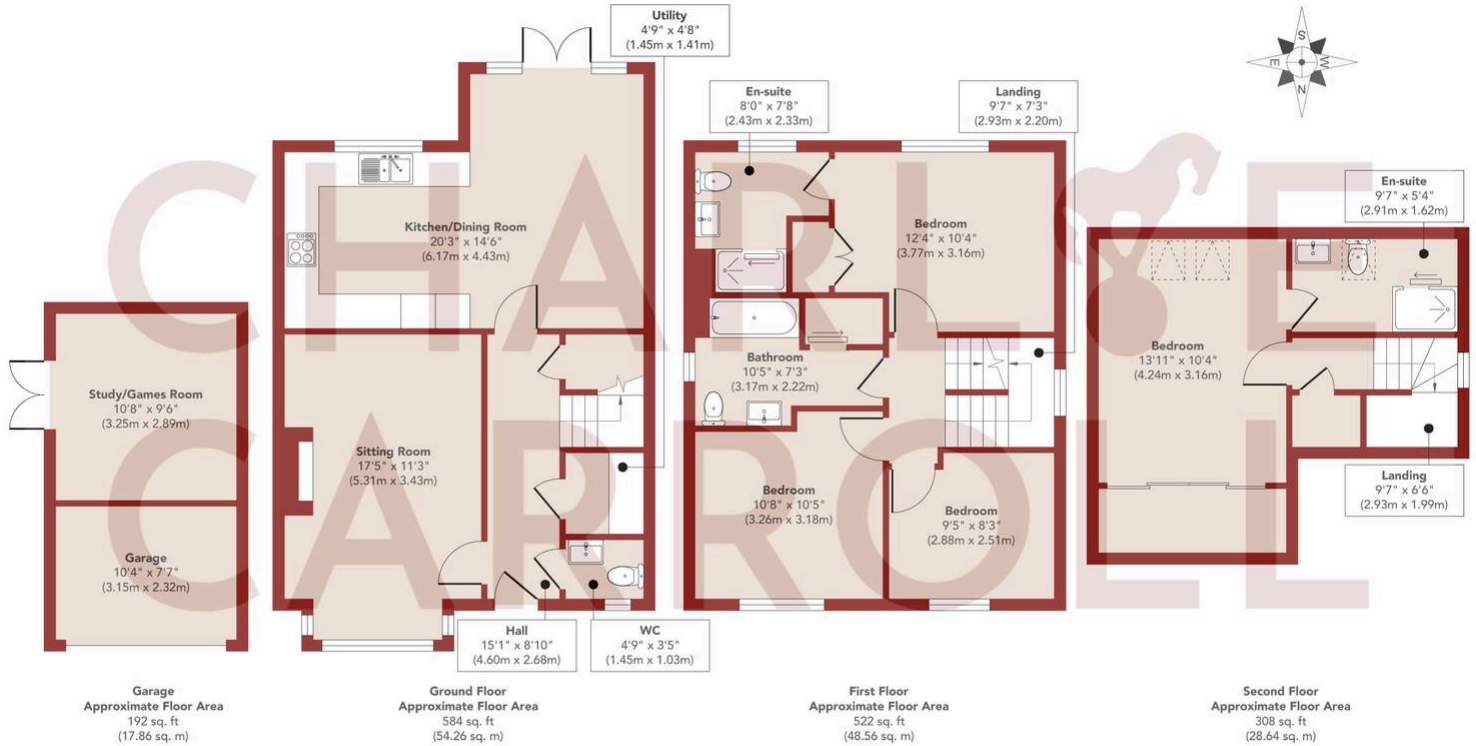 Utility
4'9" x 4'8"
(1.45m x 1.41m)
S
E
W
N
En-suite
8'0" x 7'8"
(2.43m x 2.33m)
Landing
9'7" x 7'3"
(2.93m x 2.20m)
En-suite
9'7" x 5'4"
(2.91m x 1.62m)
CHARLIE
CARROLL
Kitchen/Dining Room
20'3" x 14'6"
(6.17m x 4.43m)
Bedroom
12'4" x 10'4"
(3.77m x 3.16m)
Bedroom
13'11" x 10'4"
(4.24m x 3.16m)
Bathroom
10'5" x 7'3"
(3.17m x 2.22m)
Study/Games Room
10'8" x 9'6"
(3.25m x 2.89m)
Sitting Room
17'5" x 11'3"
(5.31m x 3.43m)
Bedroom
10'8" x 10'5"
(3.26m x 3.18m)
Bedroom
9'5" x 8'3"
(2.88m x 2.51m)
Landing
9'7" x 6'6"
(2.93m x 1.99m)
Garage
10'4" x 7'7"
(3.15m x 2.32m)
Hall
15'1" x 8'10"
(4.60m x 2.68m)
WC
4'9" x 3'5"
(1.45m x 1.03m)
Garage
Approximate Floor Area
192 sq. ft
(17.86 sq. m)
Ground Floor
Approximate Floor Area
584 sq. ft
(54.26 sq. m)
First Floor
Approximate Floor Area
522 sq. ft
(48.56 sq. m)
Second Floor
Approximate Floor Area
308 sq. ft
(28.64 sq. m)